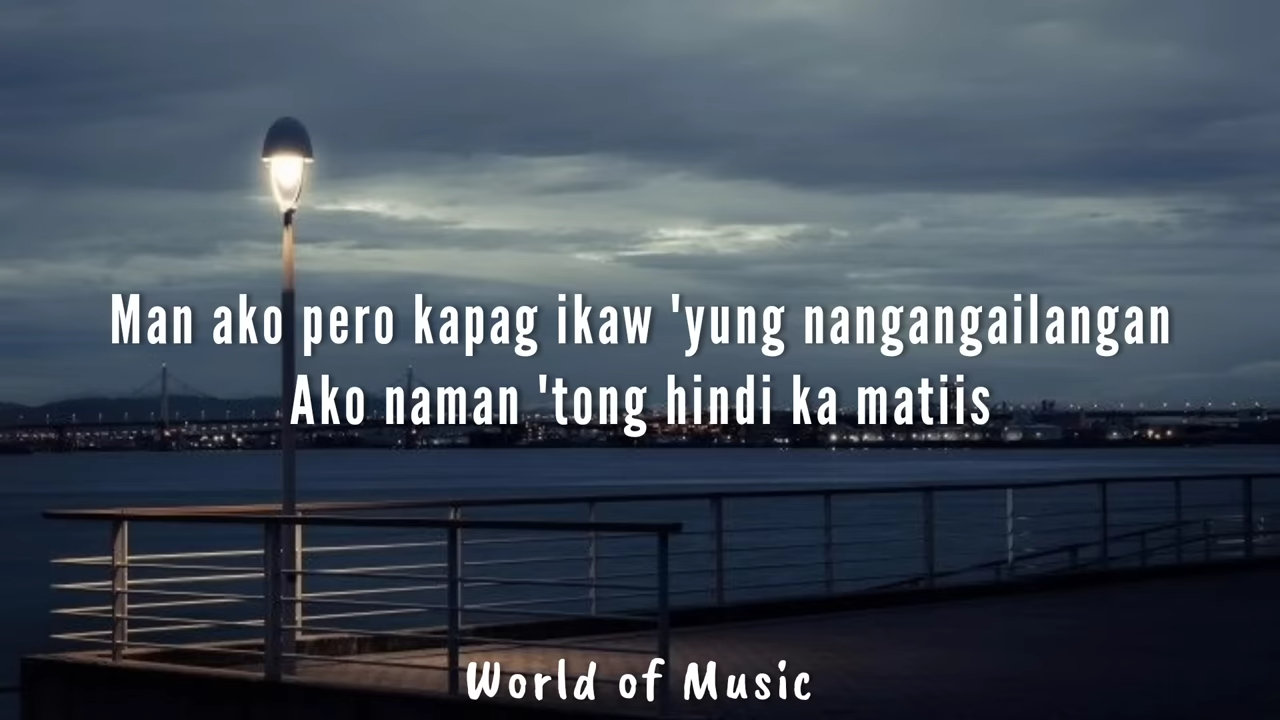 Man ako pero kapag ikaw 'yung nangangailangan
Ako naman 'tong hindi ka matiis
World of Music